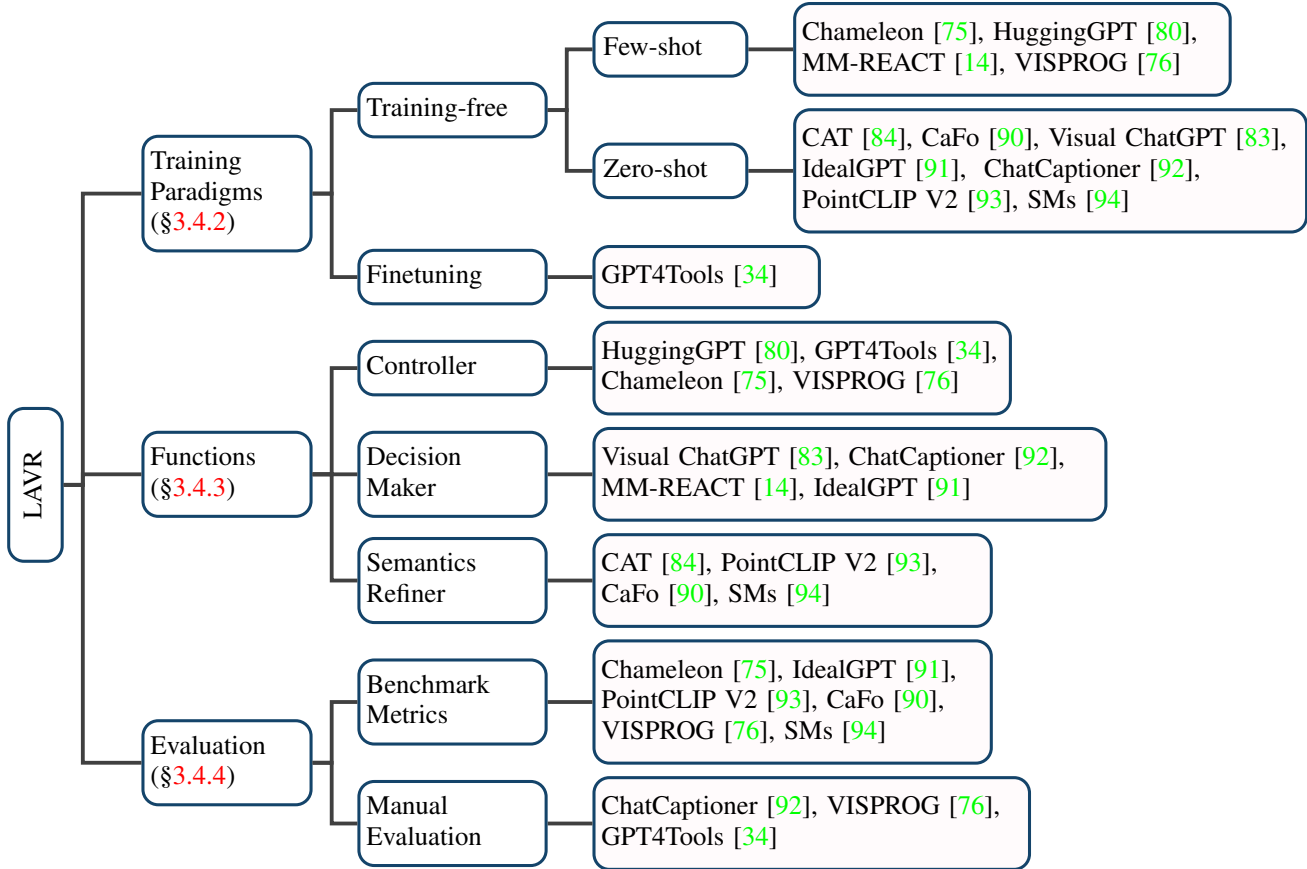 LAVR
Training
Paradigms
(§3.4.2)
Training-free
Few-shot
Chameleon [75], HuggingGPT [80],
MM-REACT [14], VISPROG [76]
Zero-shot
CAT [84], CaFo [90], Visual ChatGPT [83],
IdealGPT [91], ChatCaptioner [92],
PointCLIP V2 [93], SMs [94]
Finetuning
GPT4Tools [34]
Functions
(§3.4.3)
Controller
HuggingGPT [80], GPT4Tools [34],
Chameleon [75], VISPROG [76]
Decision
Maker
Visual ChatGPT [83], ChatCaptioner [92],
MM-REACT [14], IdealGPT [91]
Semantics
Refiner
CAT [84], PointCLIP V2 [93],
CaFo [90], SMs [94]
Evaluation
(§3.4.4)
Benchmark
Metrics
Chameleon [75], IdealGPT [91],
PointCLIP V2 [93], CaFo [90],
VISPROG [76], SMs [94]
Manual
Evaluation
ChatCaptioner [92], VISPROG [76],
GPT4Tools [34]